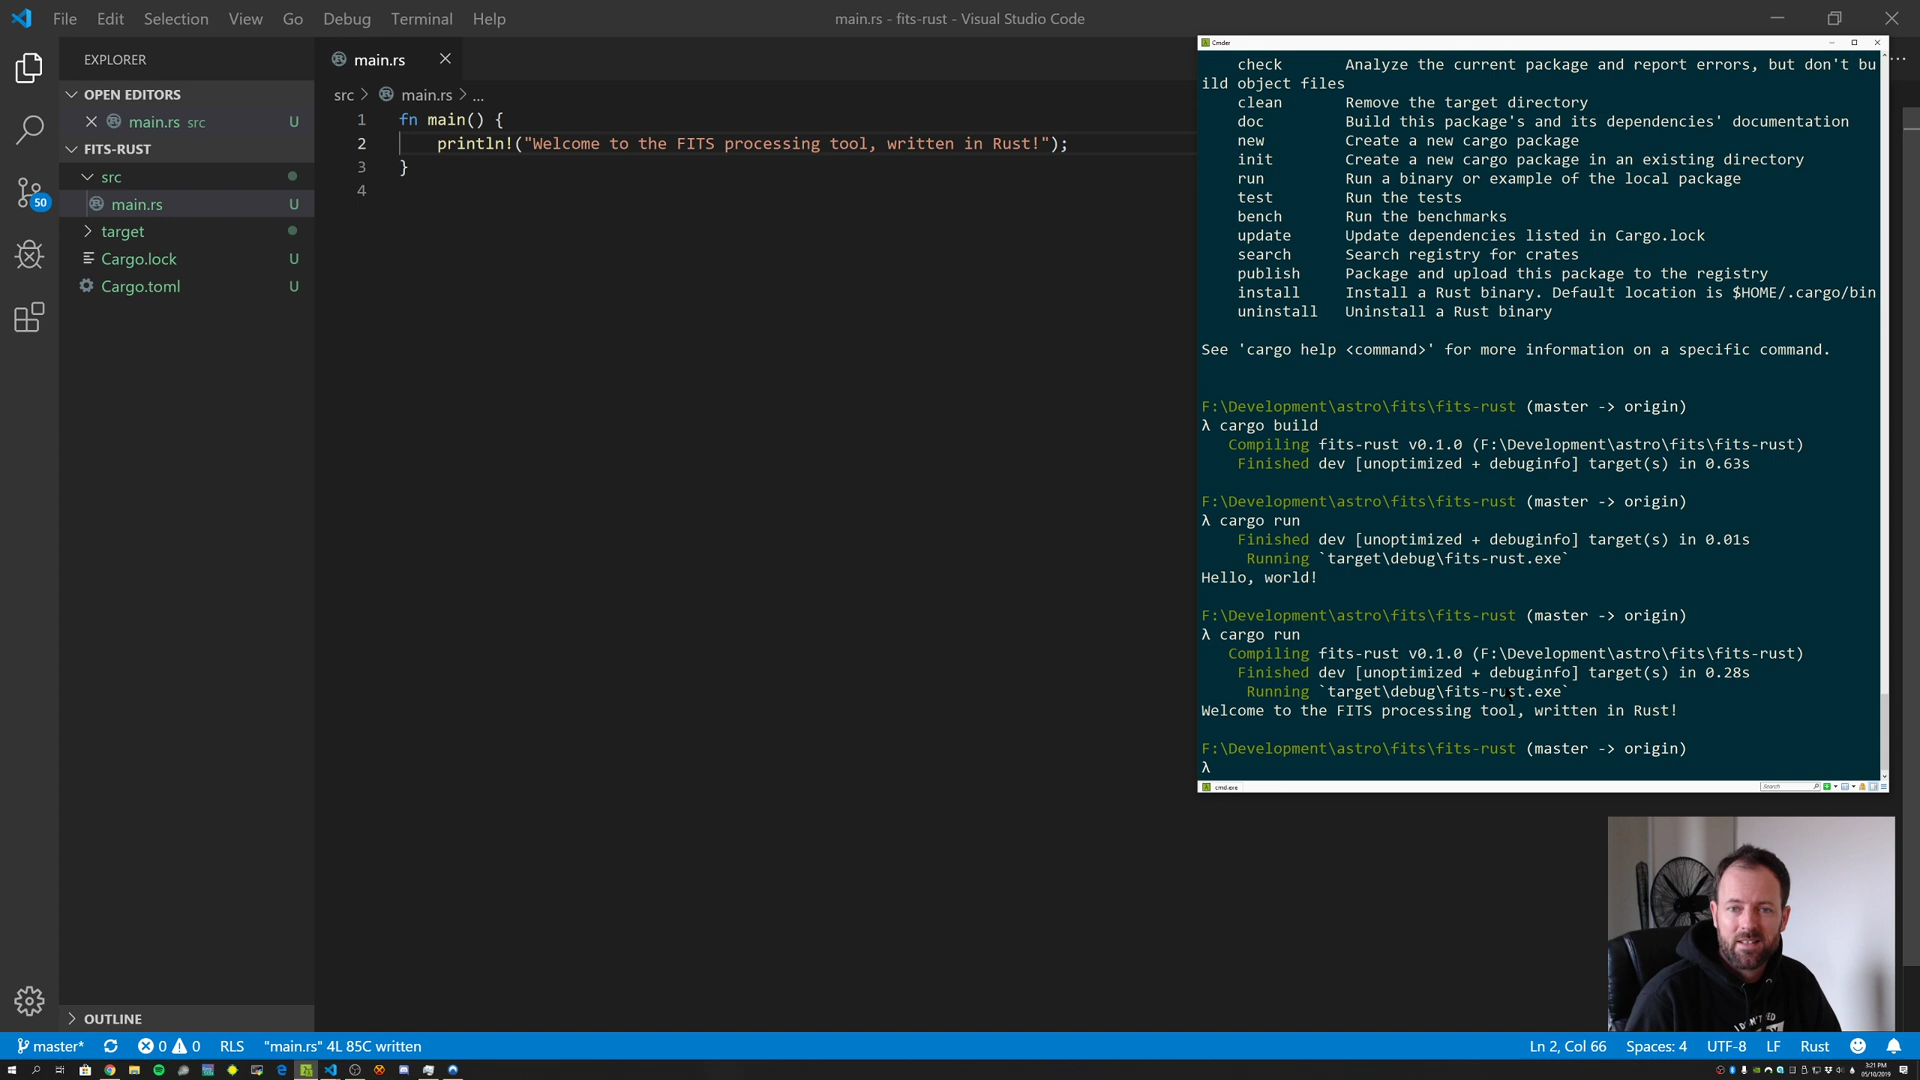 File Edit Selection View Go Debug Terminal Help
main.rs - fits-rust - Visual Studio Code
EXPLORER
OPEN EDITORS
main.rs src U
FITS-RUST
src
main.rs U
target
Cargo.lock U
Cargo.toml U
OUTLINE
50
main.rs
src > main.rs > ...
1 fn main() {
2 println!("Welcome to the FITS processing tool, written in Rust!");
3 }
4
Cmder
check Analyze the current package and report errors, but don't bu
ild object files
clean Remove the target directory
doc Build this package's and its dependencies' documentation
new Create a new cargo package
init Create a new cargo package in an existing directory
run Run a binary or example of the local package
test Run the tests
bench Run the benchmarks
update Update dependencies listed in Cargo.lock
search Search registry for crates
publish Package and upload this package to the registry
install Install a Rust binary. Default location is $HOME/.cargo/bin
uninstall Uninstall a Rust binary
See 'cargo help <command>' for more information on a specific command.
F:\Development\astro\fits\fits-rust (master -> origin)
λ cargo build
Compiling fits-rust v0.1.0 (F:\Development\astro\fits\fits-rust)
Finished dev [unoptimized + debuginfo] target(s) in 0.63s
F:\Development\astro\fits\fits-rust (master -> origin)
λ cargo run
Finished dev [unoptimized + debuginfo] target(s) in 0.01s
Running `target\debug\fits-rust.exe`
Hello, world!
F:\Development\astro\fits\fits-rust (master -> origin)
λ cargo run
Compiling fits-rust v0.1.0 (F:\Development\astro\fits\fits-rust)
Finished dev [unoptimized + debuginfo] target(s) in 0.28s
Running `target\debug\fits-rust.exe`
Welcome to the FITS processing tool, written in Rust!
F:\Development\astro\fits\fits-rust (master -> origin)
λ
cmd.exe
Search
I DON'T NEED
master* 0 0 RLS "main.rs" 4L 85C written
Ln 2, Col 66 Spaces: 4 UTF-8 LF Rust
3:21 PM
05/10/2019